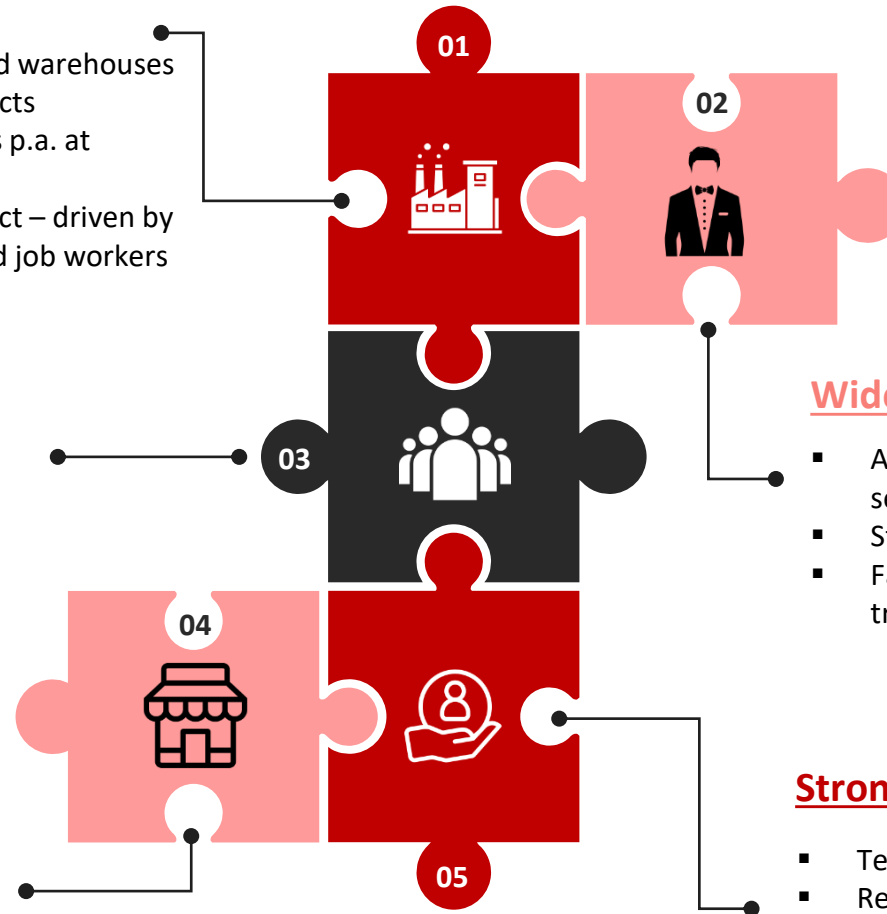 01
d warehouses
cts
s p.a. at
ct – driven by
d job workers
02
03
Wide
A
se
St
Fa
tr
04
Stron
Te
Re
05